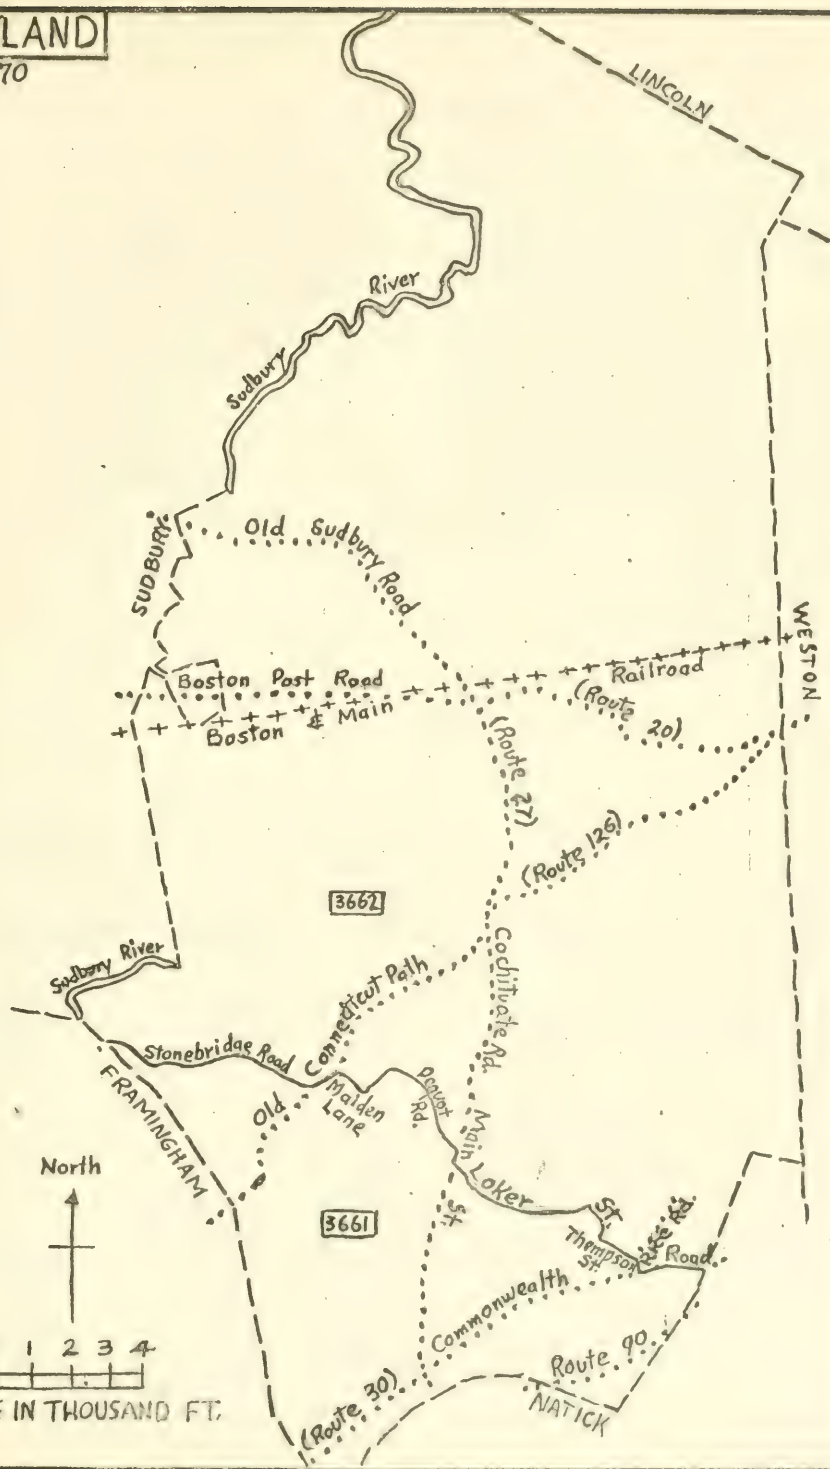 LAND
70
LINCOLN
River
Sudbury
SUDBURY
Old Sudbury Road
WESTON
Boston Post Road
Railroad
Boston & Main
(Route 20)
(Route 27)
(Route 126)
3662
Sudbury River
Connecticut Path
Cochituate Rd.
Stonebridge Road
Maiden
Lane
Pequot
Rd.
FRAMINGHAM
Old
Main St.
Loker St.
North
3661
Rice Rd.
Thompson
St.
Road
Commonwealth
Route 90
1 2 3 4
IN THOUSAND FT.
(Route 30)
NATICK